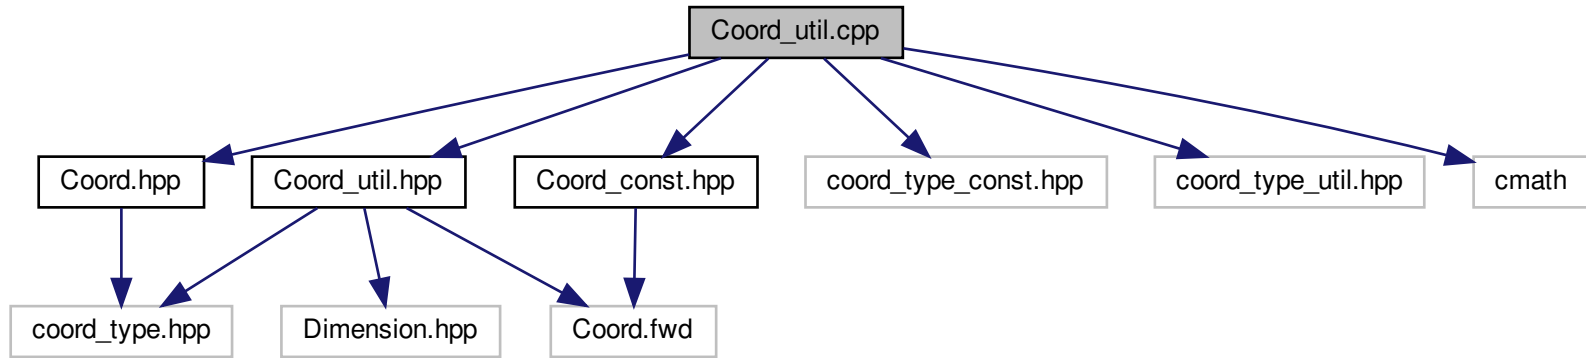 Coord_util.cpp
Coord.hpp
Coord_util.hpp
Coord_const.hpp
coord_type_const.hpp
coord_type_util.hpp
cmath
coord_type.hpp
Dimension.hpp
Coord.fwd